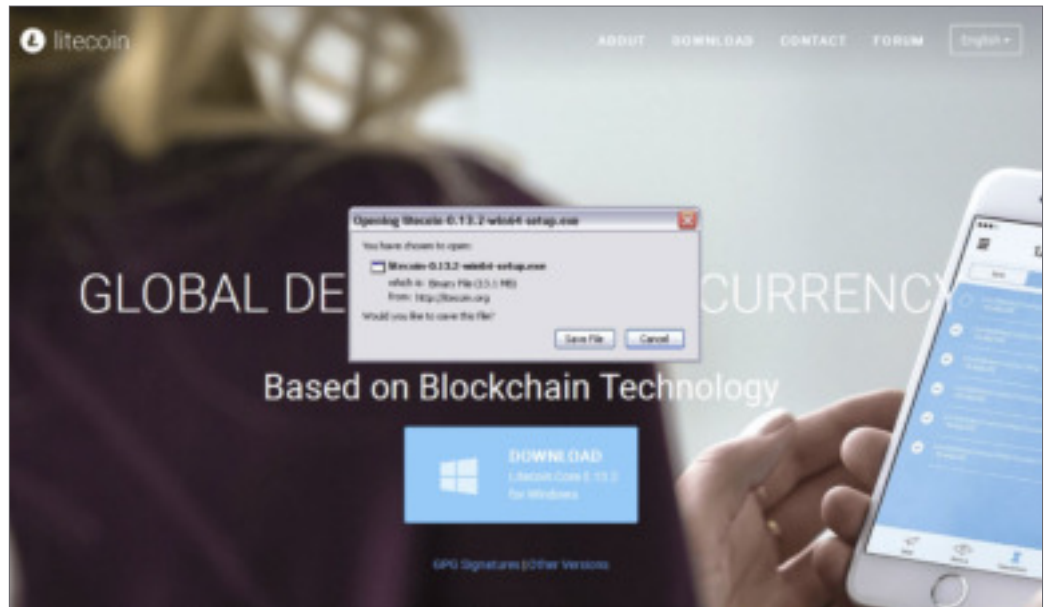 litecoin
ABOUT DOWNLOAD CONTACT FORUM English
Opening litecoin-0.13.2-win64-setup.exe
You have chosen to open:
litecoin-0.13.2-win64-setup.exe
which is: Binary File (13.1 MB)
from: http://litecoin.org
Would you like to save this file?
Save File Cancel
GLOBAL DE CURRENCY
Based on Blockchain Technology
DOWNLOAD
Litecoin Core 0.13.2
for Windows
GPG Signatures | Other Versions